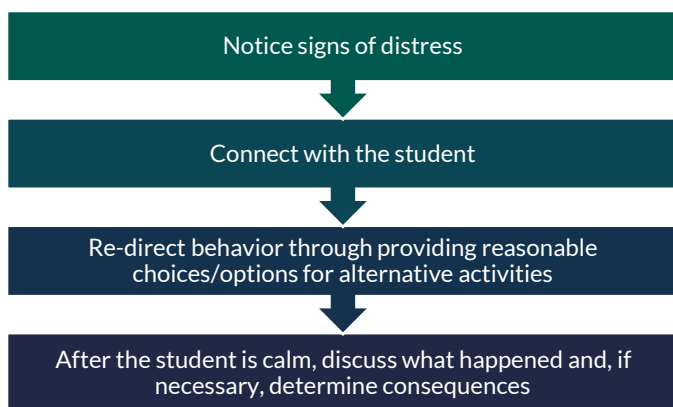 Notice signs of distress
Connect with the student
Re-direct behavior through providing reasonable
choices/options for alternative activities
After the student is calm, discuss what happened and, if
necessary, determine consequences